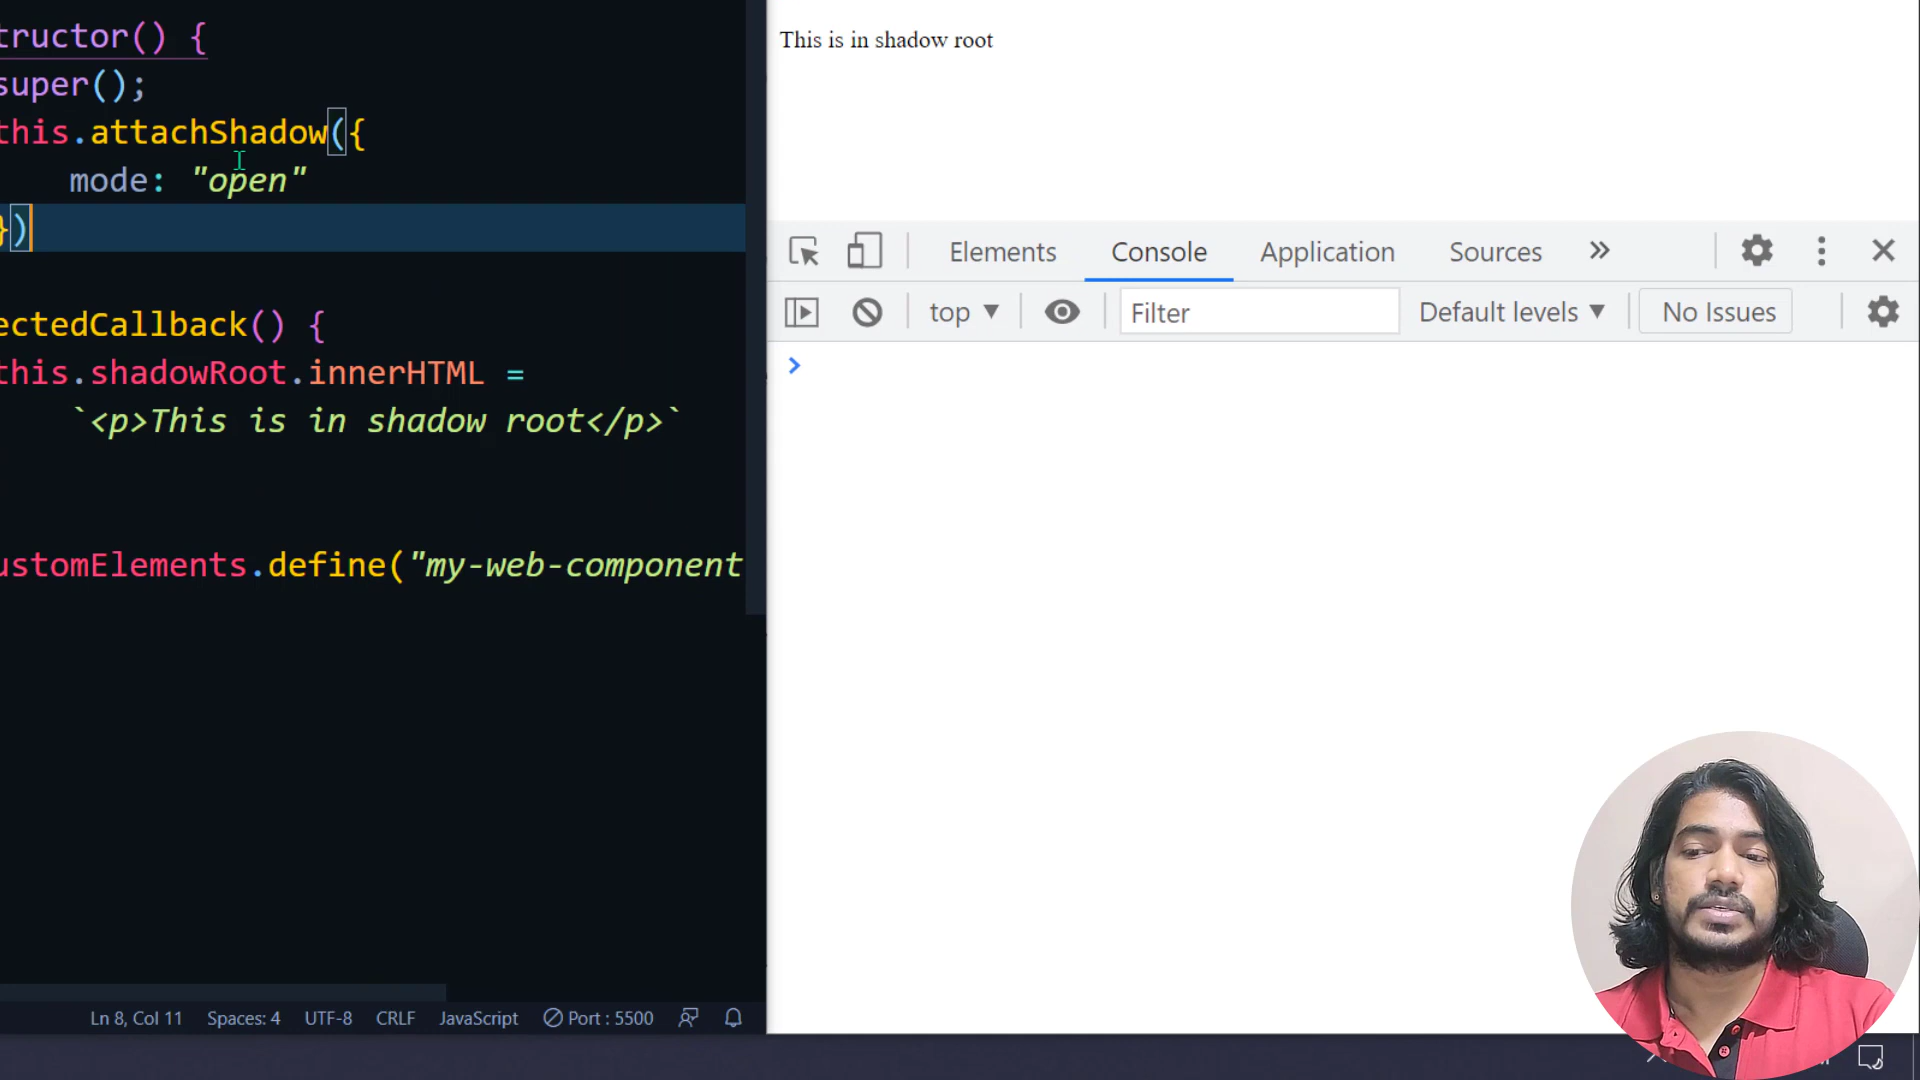 tructor() {
super();
this.attachShadow({
mode: "open"
})
ectedCallback() {
this.shadowRoot.innerHTML =
`<p>This is in shadow root</p>`
ustomElements.define("my-web-component
Ln 8, Col 11 Spaces: 4 UTF-8 CRLF JavaScript Port : 5500
This is in shadow root
Elements Console Application Sources
top Filter Default levels No Issues